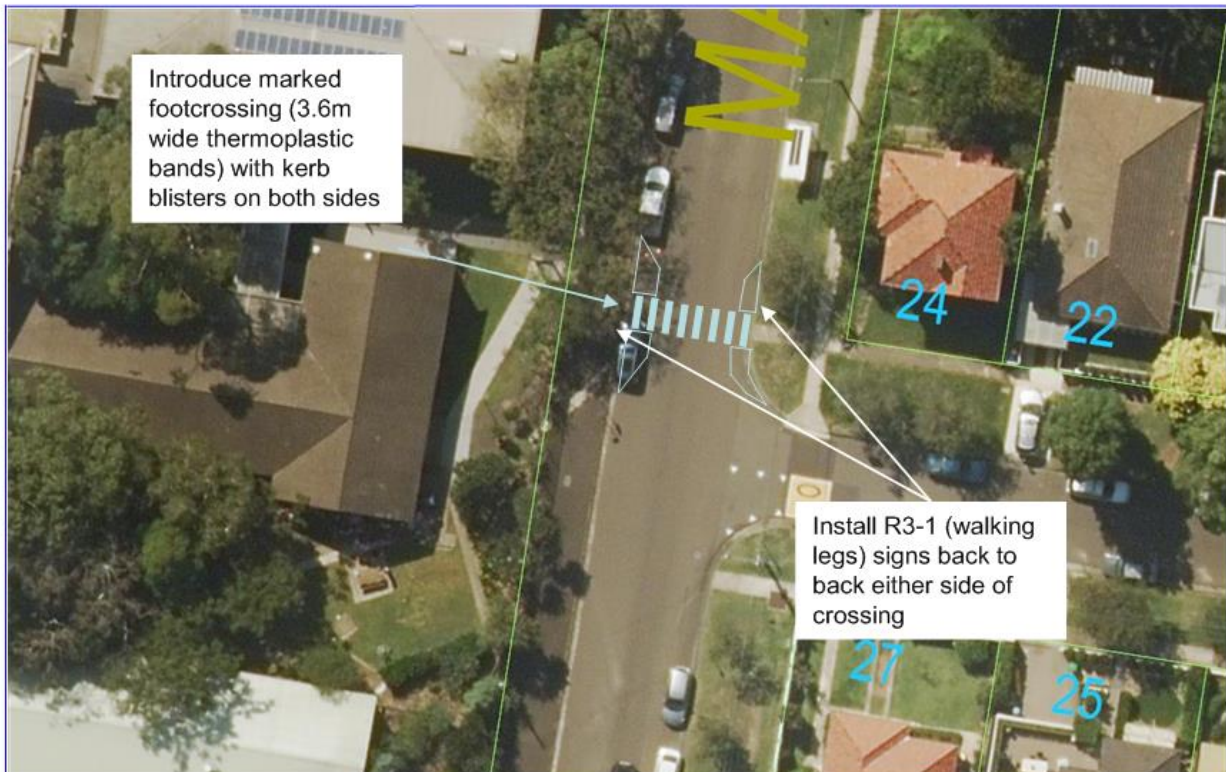 Introduce marked
footcrossing (3.6m
wide thermoplastic
bands) with kerb
blisters on both sides
MA
24
22
Install R3-1 (walking
legs) signs back to
back either side of
crossing
27
25